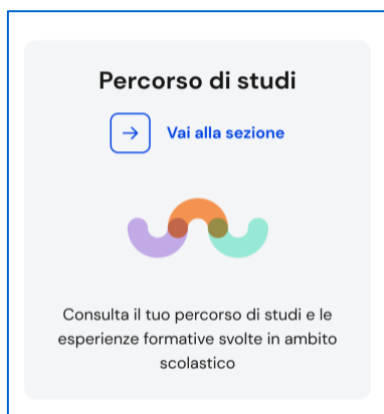 Percorso di studi
Vai alla sezione
Consulta il tuo percorso di studi e le
esperienze formative svolte in ambito
scolastico